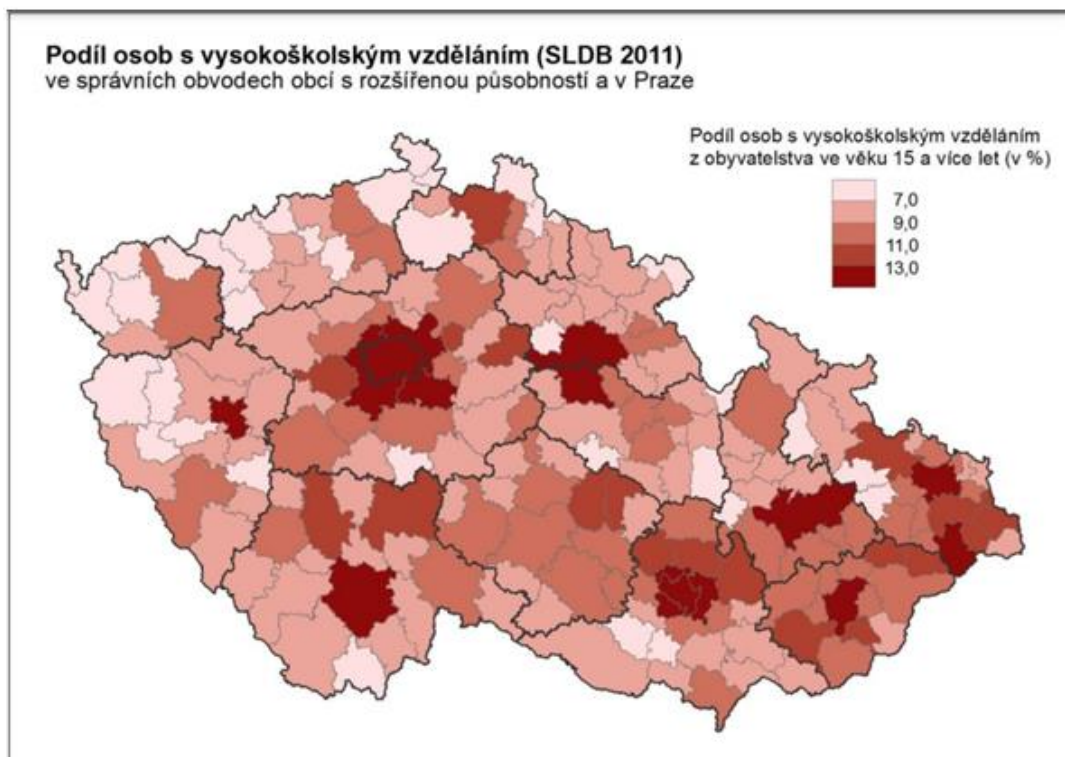 Podíl osob s vysokoškolským vzděláním (SLDB 2011)
ve správních obvodech obcí s rozšířenou působností a v Praze
Podíl osob s vysokoškolským vzděláním
z obyvatelstva ve věku 15 a více let (v %)
7,0
9,0
11,0
13,0